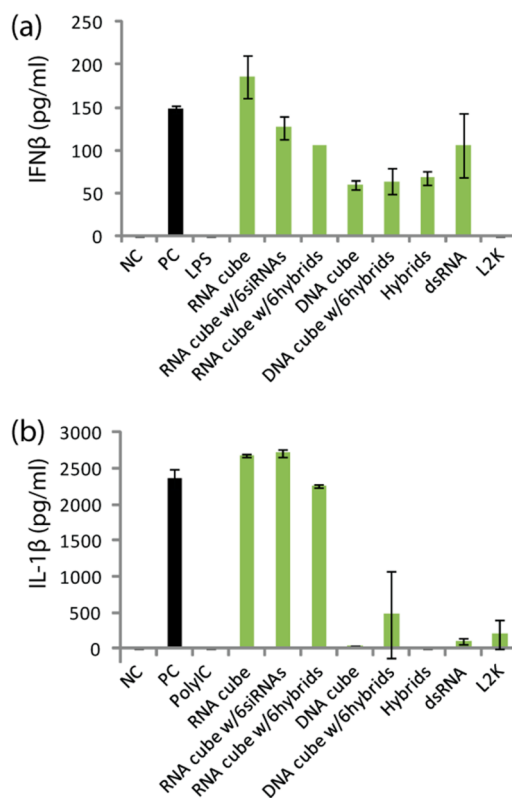 (a)
IFNβ (pg/ml)
250
200
150
100
50
0
NC
PC
LPS
RNA cube
RNA cube w/6siRNAs
RNA cube w/6hybrids
DNA cube
DNA cube w/6hybrids
Hybrids
dsRNA
L2K
(b)
IL-1β (pg/ml)
3000
2500
2000
1500
1000
500
0
NC
PC
PolyIC
RNA cube
RNA cube w/6siRNAs
RNA cube w/6hybrids
DNA cube
DNA cube w/6hybrids
Hybrids
dsRNA
L2K